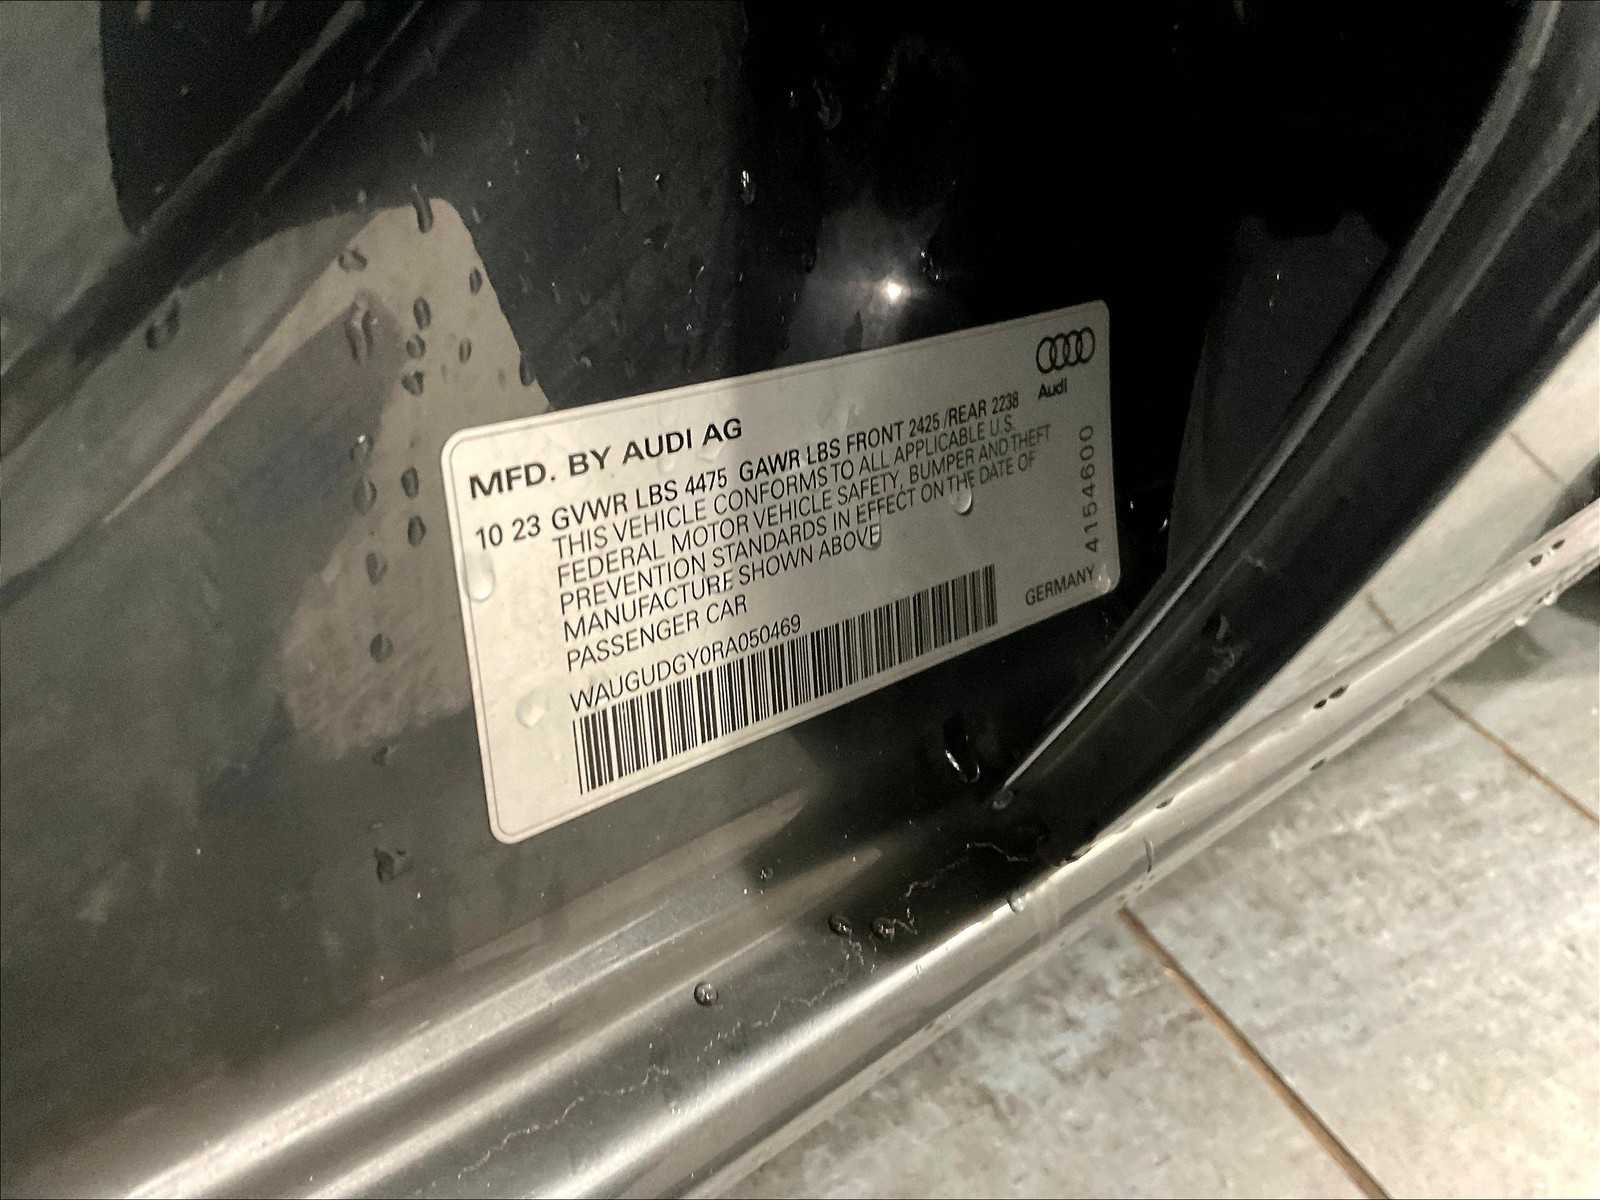 MFD. BY AUDI AG
Audi
10 23 GVWR LBS 4475 GAWR LBS FRONT 2425 /REAR 2238
THIS VEHICLE CONFORMS TO ALL APPLICABLE U.S.
FEDERAL MOTOR VEHICLE SAFETY, BUMPER AND THEFT
PREVENTION STANDARDS IN EFFECT ON THE DATE OF
MANUFACTURE SHOWN ABOVE
PASSENGER CAR
WAUGUDGY0RA050469
GERMANY
4154600